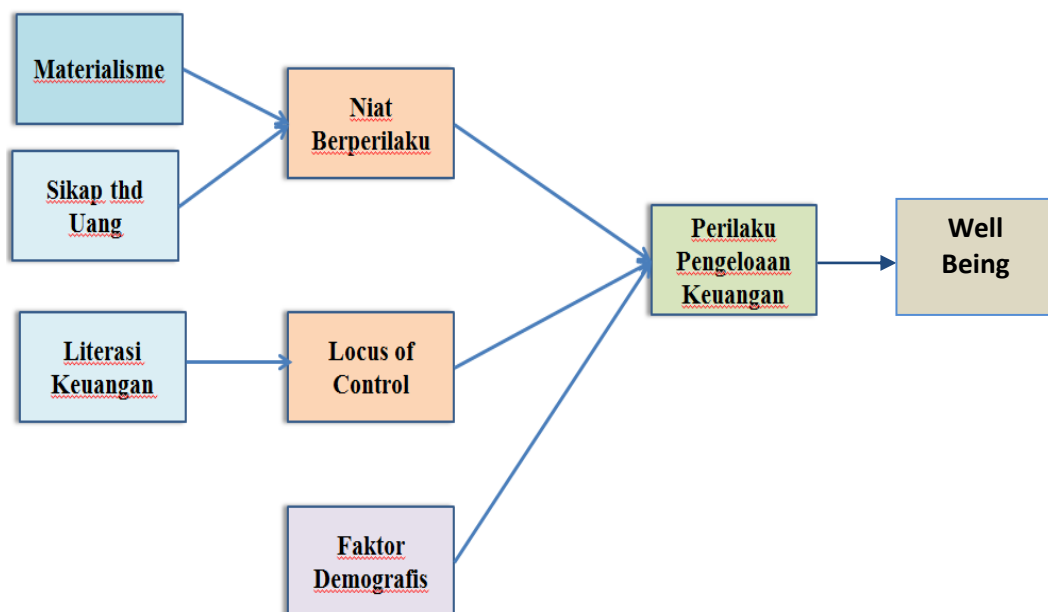 Materialisme
Sikap thd
Uang
Literasi
Keuangan
Niat
Berperilaku
Locus of
Control
Faktor
Demografis
Perilaku
Pengeloaan
Keuangan
Well
Being